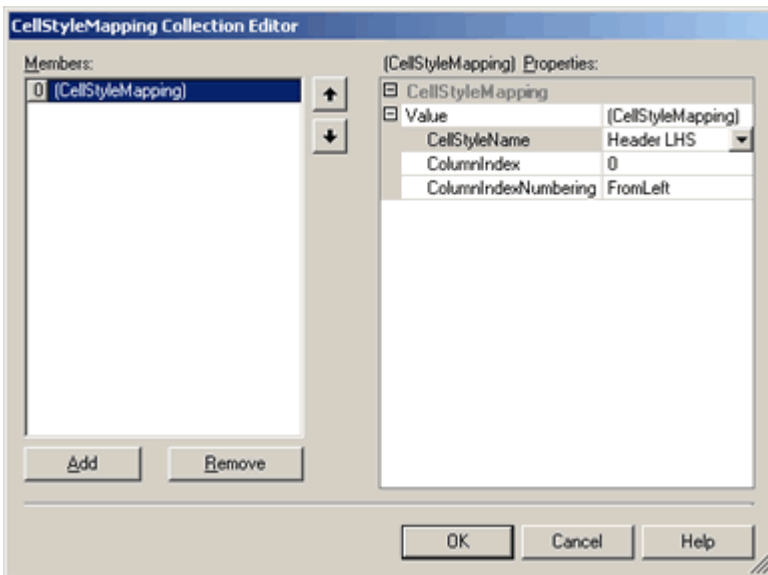 CellStyleMapping Collection Editor
Members:
0 (CellStyleMapping)
Add Remove
(CellStyleMapping) Properties:
CellStyleMapping
Value (CellStyleMapping)
CellStyleName Header LHS
ColumnIndex 0
ColumnIndexNumbering FromLeft
OK Cancel Help